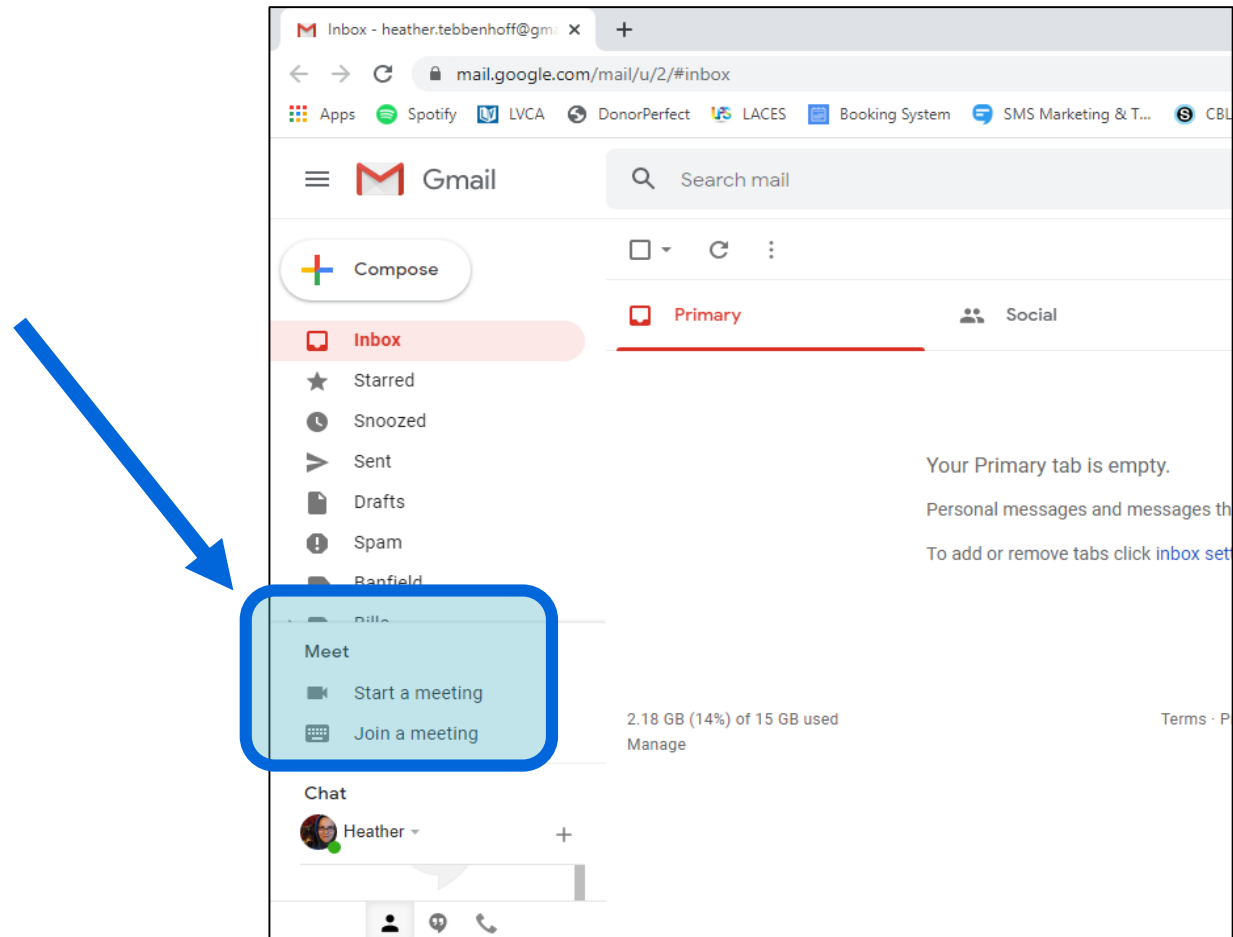 Inbox - heather.tebbenhoff@gma
mail.google.com/mail/u/2/#inbox
Apps Spotify LVCA DonorPerfect LACES Booking System SMS Marketing & T... CBL
Gmail
Search mail
Compose
Primary
Social
Inbox
Starred
Snoozed
Sent
Drafts
Spam
Banfield
Bills
Your Primary tab is empty.
Personal messages and messages th
To add or remove tabs click inbox set
Meet
Start a meeting
Join a meeting
2.18 GB (14%) of 15 GB used
Manage
Terms · P
Chat
Heather